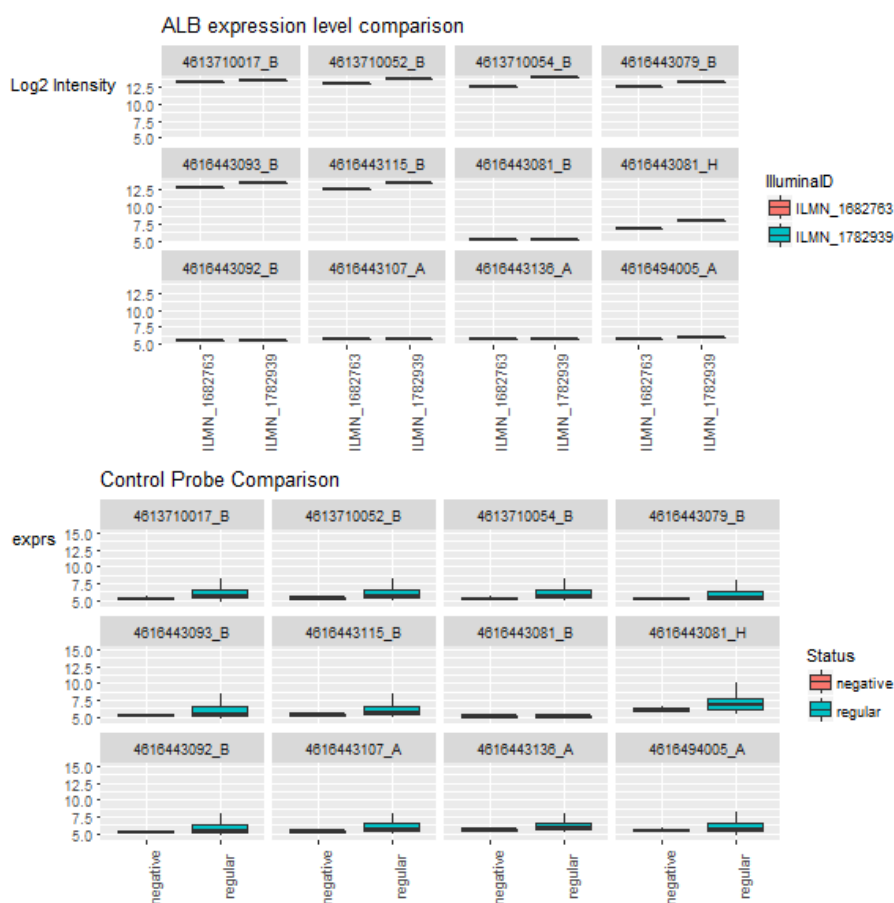 ALB expression level comparison
4613710017_B 4613710052_B 4613710054_B 4616443079_B
Log2 Intensity
12.5
10.0
7.5
5.0
4616443093_B 4616443115_B 4616443081_B 4616443081_H
12.5
10.0
7.5
5.0
4616443092_B 4616443107_A 4616443136_A 4616494005_A
12.5
10.0
7.5
5.0
ILMN_1682763 ILMN_1782939 ILMN_1682763 ILMN_1782939 ILMN_1682763 ILMN_1782939 ILMN_1682763 ILMN_1782939
IlluminaID
ILMN_1682763
ILMN_1782939
Control Probe Comparison
4613710017_B 4613710052_B 4613710054_B 4616443079_B
exprs
15.0
12.5
10.0
7.5
5.0
4616443093_B 4616443115_B 4616443081_B 4616443081_H
15.0
12.5
10.0
7.5
5.0
4616443092_B 4616443107_A 4616443136_A 4616494005_A
15.0
12.5
10.0
7.5
5.0
negative regular negative regular negative regular negative regular
Status
negative
regular